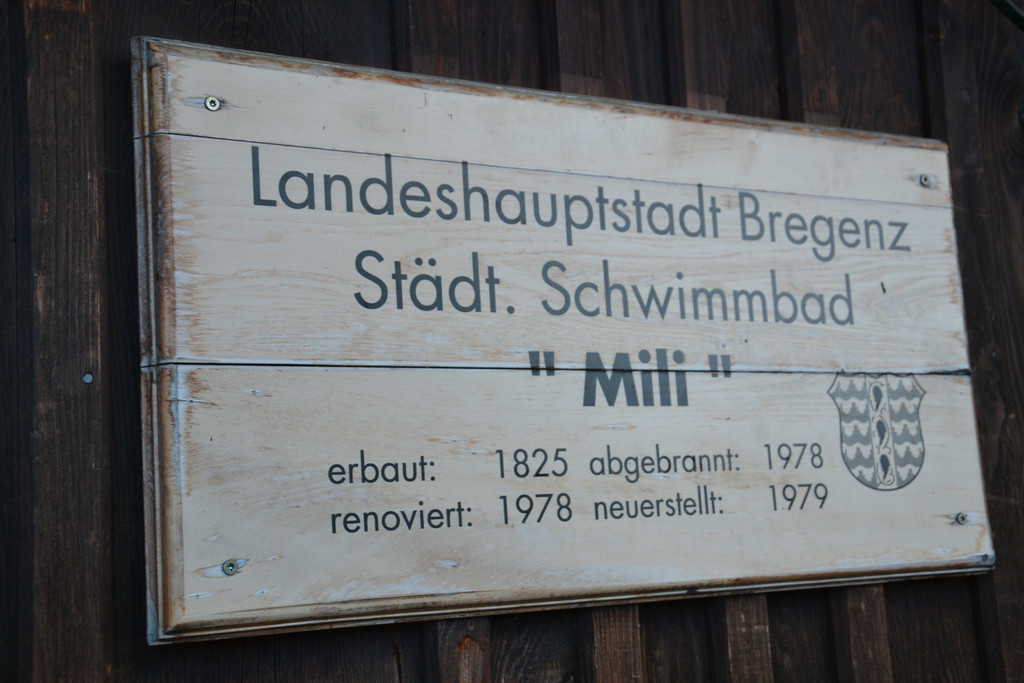 Landeshauptstadt Bregenz
Städt. Schwimmbad
" Mili "
erbaut: 1825 abgebrannt: 1978
renoviert: 1978 neuerstellt: 1979